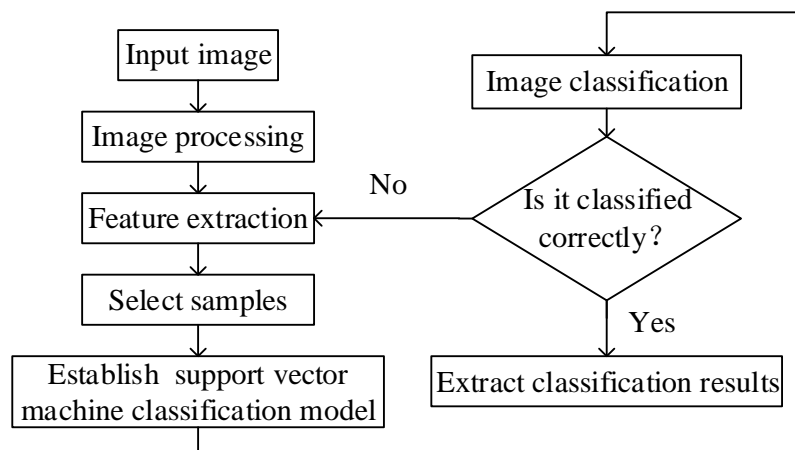 Input image
Image processing
Feature extraction
Select samples
Establish support vector
machine classification model
Image classification
Is it classified
correctly?
No
Yes
Extract classification results